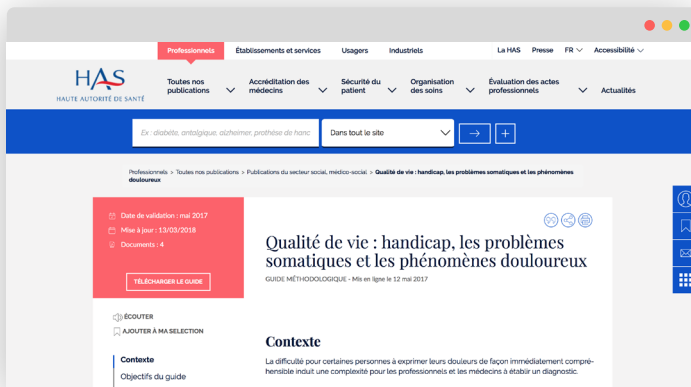 Professionnels Établissements et services Usagers Industriels La HAS Presse FR Accessibilité
HAS
HAUTE AUTORITÉ DE SANTÉ
Toutes nos publications
Accréditation des médecins
Sécurité du patient
Organisation des soins
Évaluation des actes professionnels
Actualités
Ex : diabète, antalgique, alzheimer, prothèse de hanc
Dans tout le site
Professionnels > Toutes nos publications > Publications du secteur social, médico-social > Qualité de vie : handicap, les problèmes somatiques et les phénomènes
douloureux
Date de validation : mai 2017
Mise à jour : 13/03/2018
Documents : 4
TÉLÉCHARGER LE GUIDE
Qualité de vie : handicap, les problèmes
somatiques et les phénomènes douloureux
GUIDE MÉTHODOLOGIQUE - Mis en ligne le 12 mai 2017
ÉCOUTER
AJOUTER À MA SELECTION
Contexte
Objectifs du guide
Contexte
La difficulté pour certaines personnes à exprimer leurs douleurs de façon immédiatement compré-
hensible induit une complexité pour les professionnels et les médecins à établir un diagnostic.